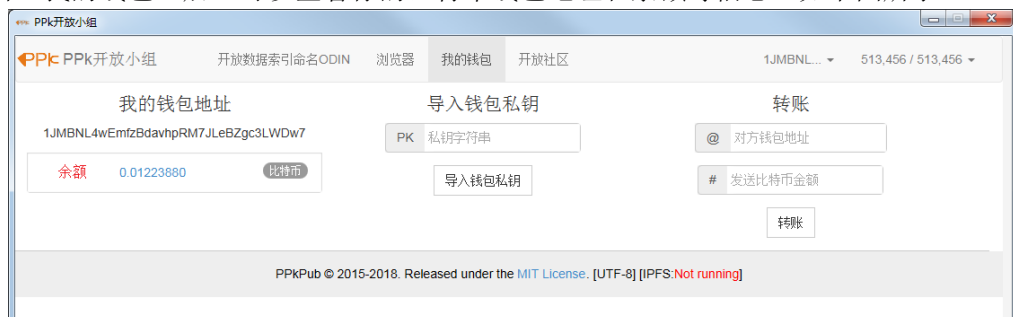 PPk开放小组
PPk PPk开放小组 开放数据索引命名ODIN 浏览器 我的钱包 开放社区 1JMBNL... 513,456 / 513,456
我的钱包地址 导入钱包私钥 转账
1JMBNL4wEmfzBdavhpRM7JLeBZgc3LWDw7 PK 私钥字符串 @ 对方钱包地址
余额 0.01223880 比特币 导入钱包私钥 # 发送比特币金额
转账
PPkPub © 2015-2018. Released under the MIT License. [UTF-8] [IPFS:Not running]